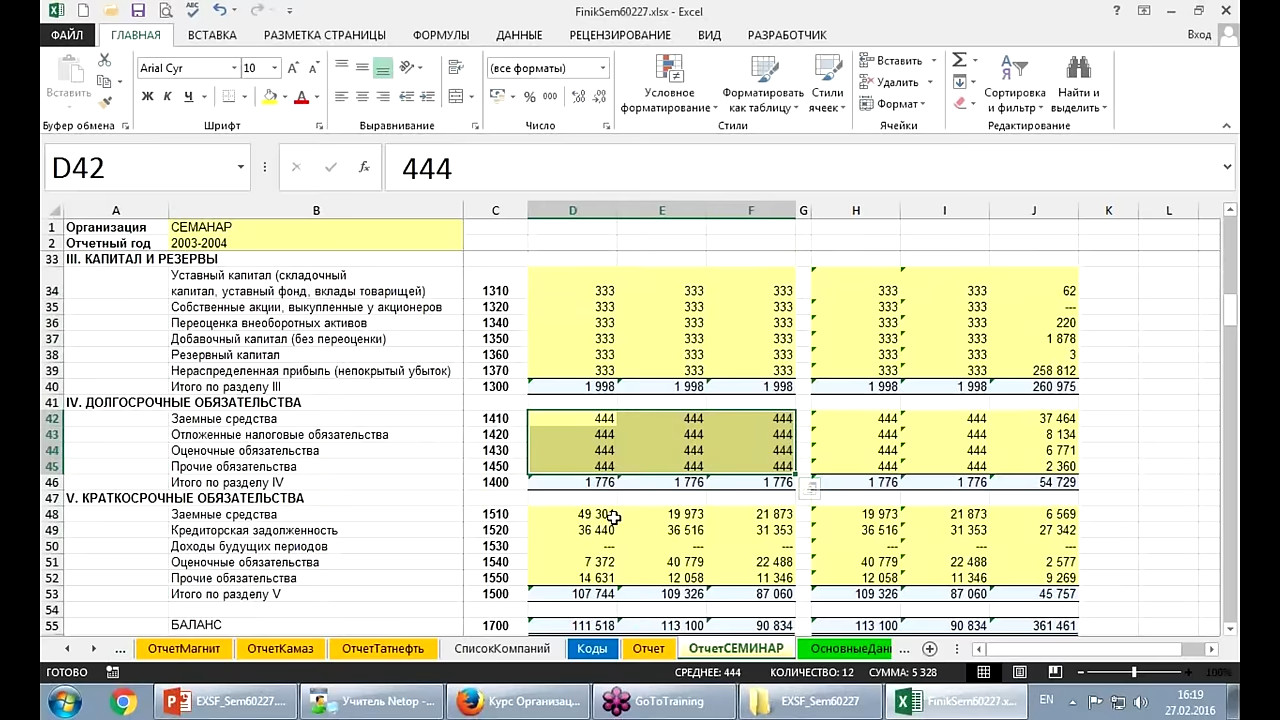 FinikSem60227.xlsx - Excel
ФАЙЛ ГЛАВНАЯ ВСТАВКА РАЗМЕТКА СТРАНИЦЫ ФОРМУЛЫ ДАННЫЕ РЕЦЕНЗИРОВАНИЕ ВИД РАЗРАБОТЧИК Вход
Вставить
Буфер обмена
Arial Cyr 10
Ж К Ч
Шрифт
Выравнивание
(все форматы)
% 000
Число
Условное форматирование
Форматировать как таблицу
Стили ячеек
Стили
Вставить
Удалить
Формат
Ячейки
Сортировка и фильтр
Найти и выделить
Редактирование
D42 fx 444
A B C D E F G H I J K L
1 Организация СЕМАНАР
2 Отчетный год 2003-2004
33 III. КАПИТАЛ И РЕЗЕРВЫ
Уставный капитал (складочный
34 капитал, уставный фонд, вклады товарищей) 1310 333 333 333 333 333 62
35 Собственные акции, выкупленные у акционеров 1320 333 333 333 333 333 ---
36 Переоценка внеоборотных активов 1340 333 333 333 333 333 220
37 Добавочный капитал (без переоценки) 1350 333 333 333 333 333 1 878
38 Резервный капитал 1360 333 333 333 333 333 3
39 Нераспределенная прибыль (непокрытый убыток) 1370 333 333 333 333 333 258 812
40 Итого по разделу III 1300 1 998 1 998 1 998 1 998 1 998 260 975
41 IV. ДОЛГОСРОЧНЫЕ ОБЯЗАТЕЛЬСТВА
42 Заемные средства 1410 444 444 444 444 444 37 464
43 Отложенные налоговые обязательства 1420 444 444 444 444 444 8 134
44 Оценочные обязательства 1430 444 444 444 444 444 6 771
45 Прочие обязательства 1450 444 444 444 444 444 2 360
46 Итого по разделу IV 1400 1 776 1 776 1 776 1 776 1 776 54 729
47 V. КРАТКОСРОЧНЫЕ ОБЯЗАТЕЛЬСТВА
48 Заемные средства 1510 49 19 973 21 873 19 973 21 873 6 569
49 Кредиторская задолженность 1520 36 440 36 516 31 353 36 516 31 353 27 342
50 Доходы будущих периодов 1530 --- --- --- --- --- ---
51 Оценочные обязательства 1540 7 372 40 779 22 488 40 779 22 488 2 577
52 Прочие обязательства 1550 14 631 12 058 11 346 12 058 11 346 9 269
53 Итого по разделу V 1500 107 744 109 326 87 060 109 326 87 060 45 757
54
55 БАЛАНС 1700 111 518 113 100 90 834 113 100 90 834 361 461
... ОтчетМагнит ОтчетКамаз ОтчетТатнефть СписокКомпаний Коды Отчет ОтчетСЕМИНАР ОсновныеДан ...
ГОТОВО СРЕДНЕЕ: 444 КОЛИЧЕСТВО: 12 СУММА: 5 328 100%
EXSF_Sem60227.... Учитель Netop -... Курс Организац... GoToTraining EXSF_Sem60227 FinikSem60227.x... EN 16:19
27.02.2016